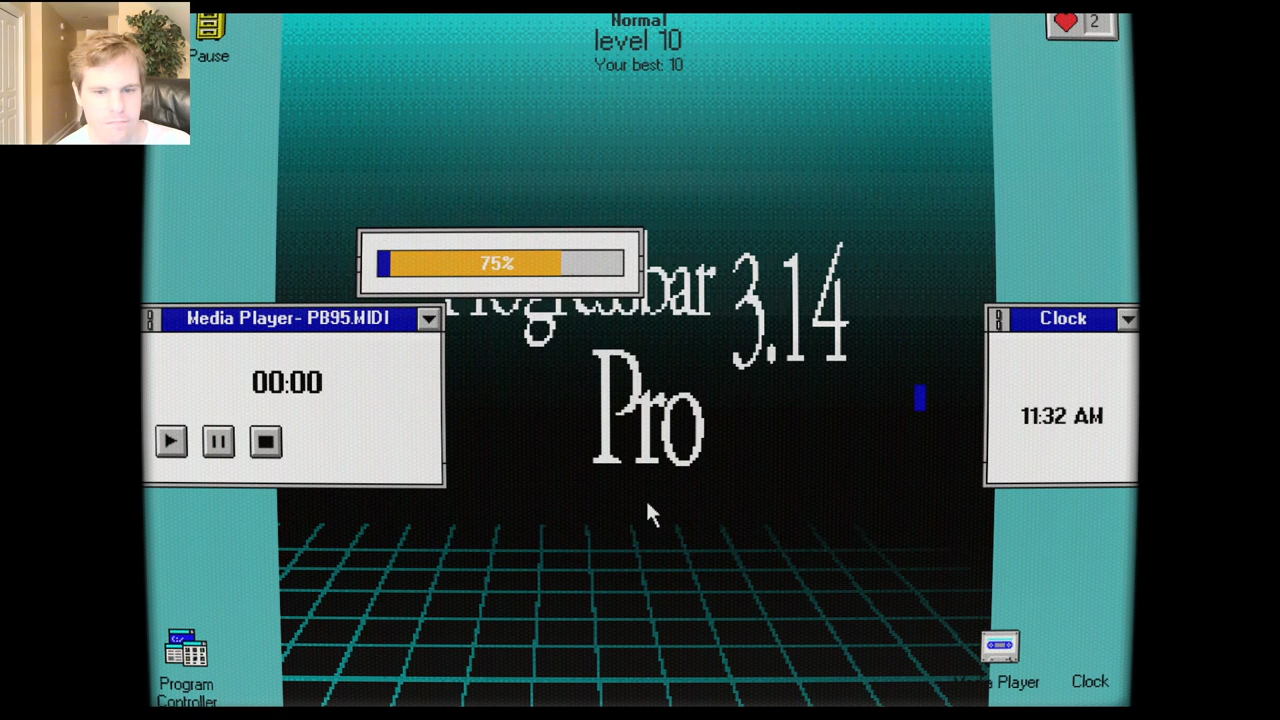 Normal
level 10
Your best: 10
2
Pause
75%
3.14
Pro
Media Player- PB95.MIDI
00:00
Clock
11:32 AM
Program
Controller
Player
Clock